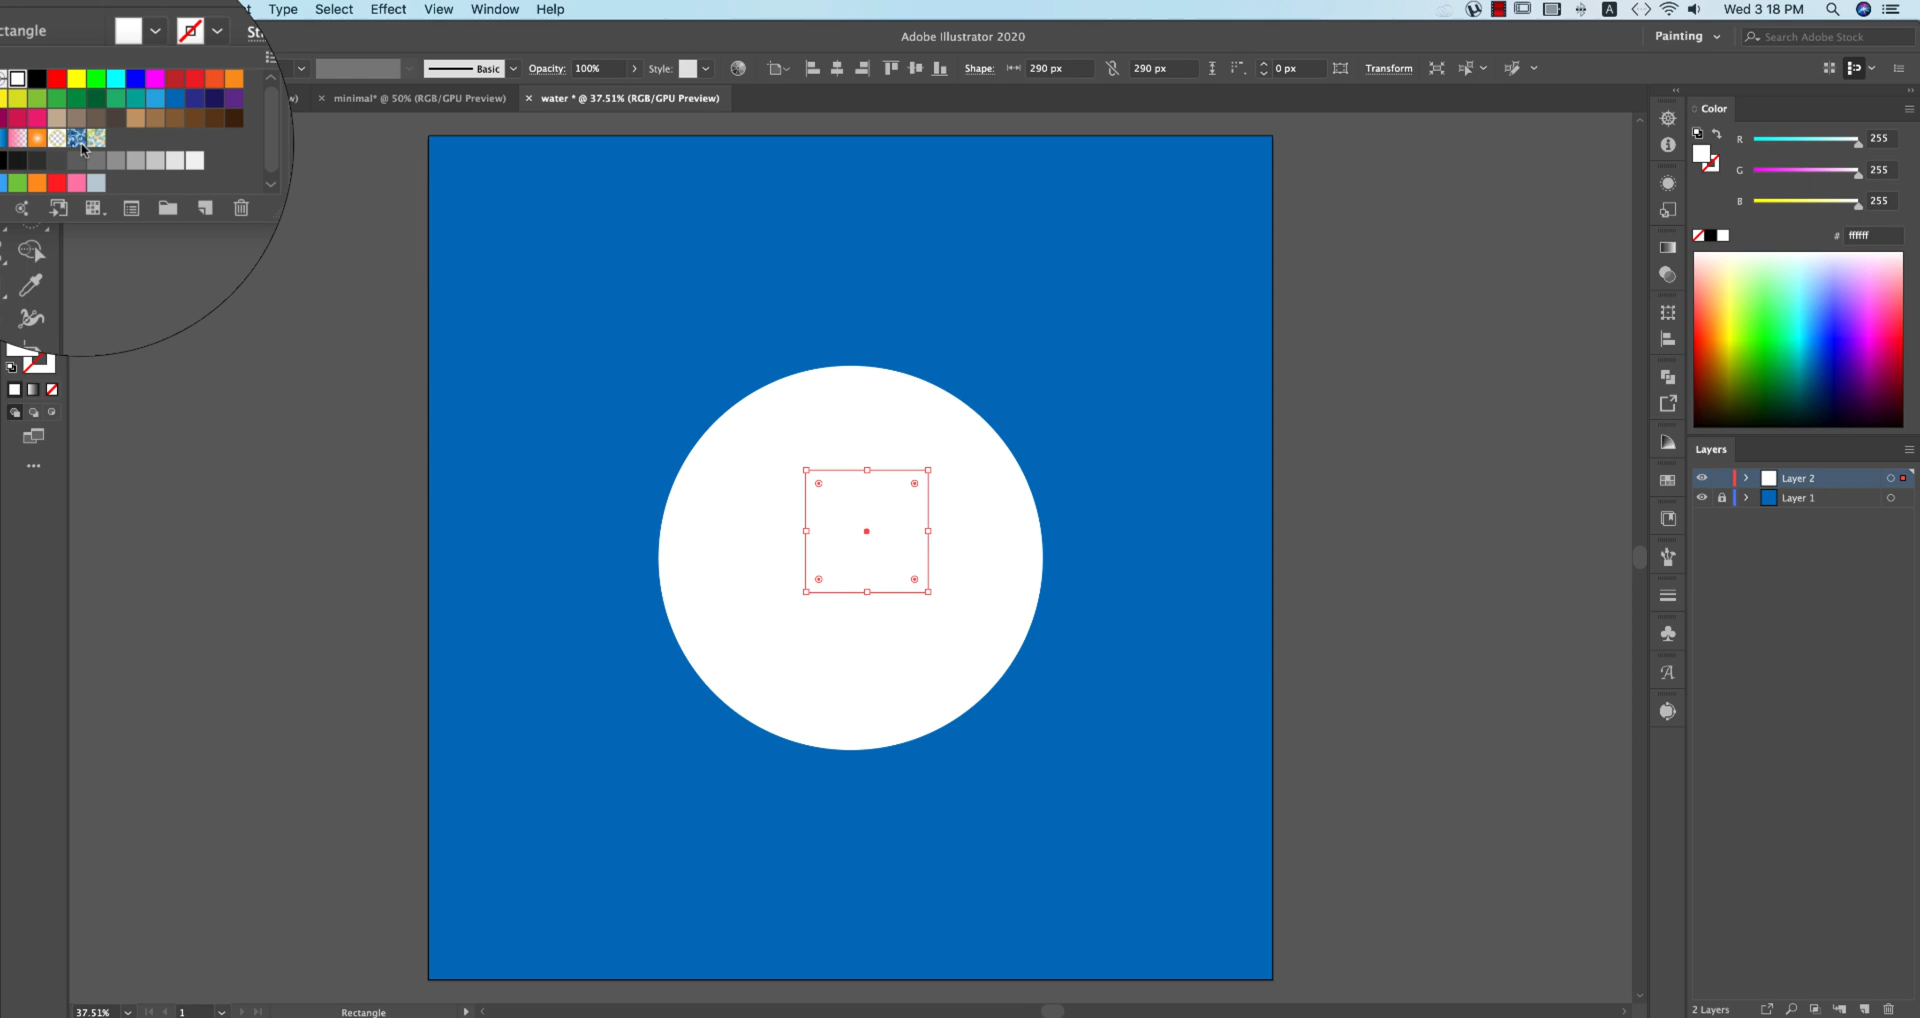 Type Select Effect View Window Help
A
Wed 3 18 PM
ctangle
Adobe Illustrator 2020
Painting
Search Adobe Stock
Basic
Opacity: 100%
Style:
Shape: 290 px
290 px
0 px
Transform
× minimal* @ 50% (RGB/GPU Preview)
× water * @ 37.51% (RGB/GPU Preview)
Color
R 255
G 255
B 255
# ffffff
Layers
Layer 2
Layer 1
37.51%
1
Rectangle
2 Layers